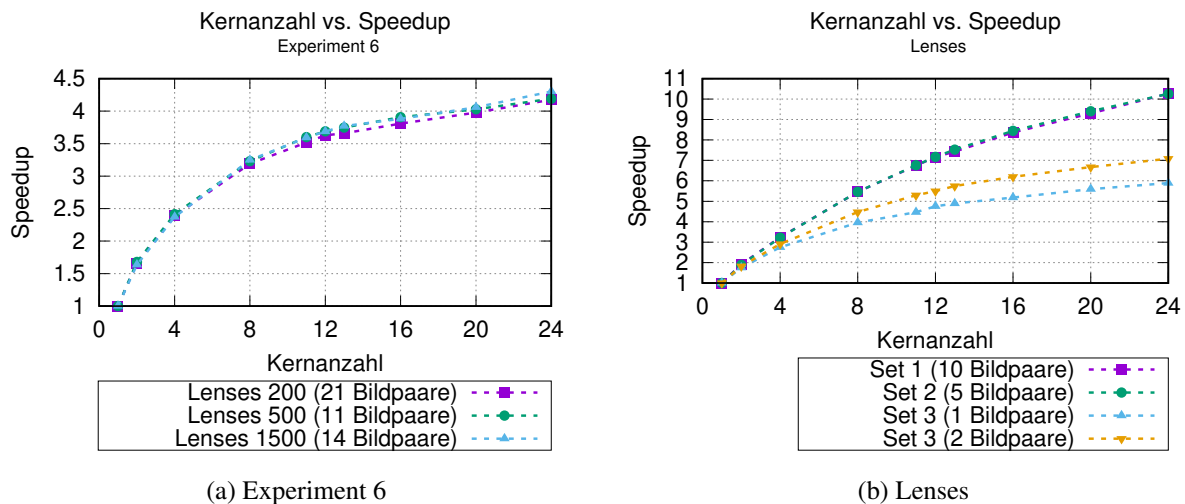 Kernanzahl vs. Speedup
Experiment 6
4.5
4
3.5
3
2.5
2
1.5
1
Speedup
0 4 8 12 16 20 24
Kernanzahl
Lenses 200 (21 Bildpaare)
Lenses 500 (11 Bildpaare)
Lenses 1500 (14 Bildpaare)
(a) Experiment 6
Kernanzahl vs. Speedup
Lenses
11
10
9
8
7
6
5
4
3
2
1
Speedup
0 4 8 12 16 20 24
Kernanzahl
Set 1 (10 Bildpaare)
Set 2 (5 Bildpaare)
Set 3 (1 Bildpaare)
Set 3 (2 Bildpaare)
(b) Lenses